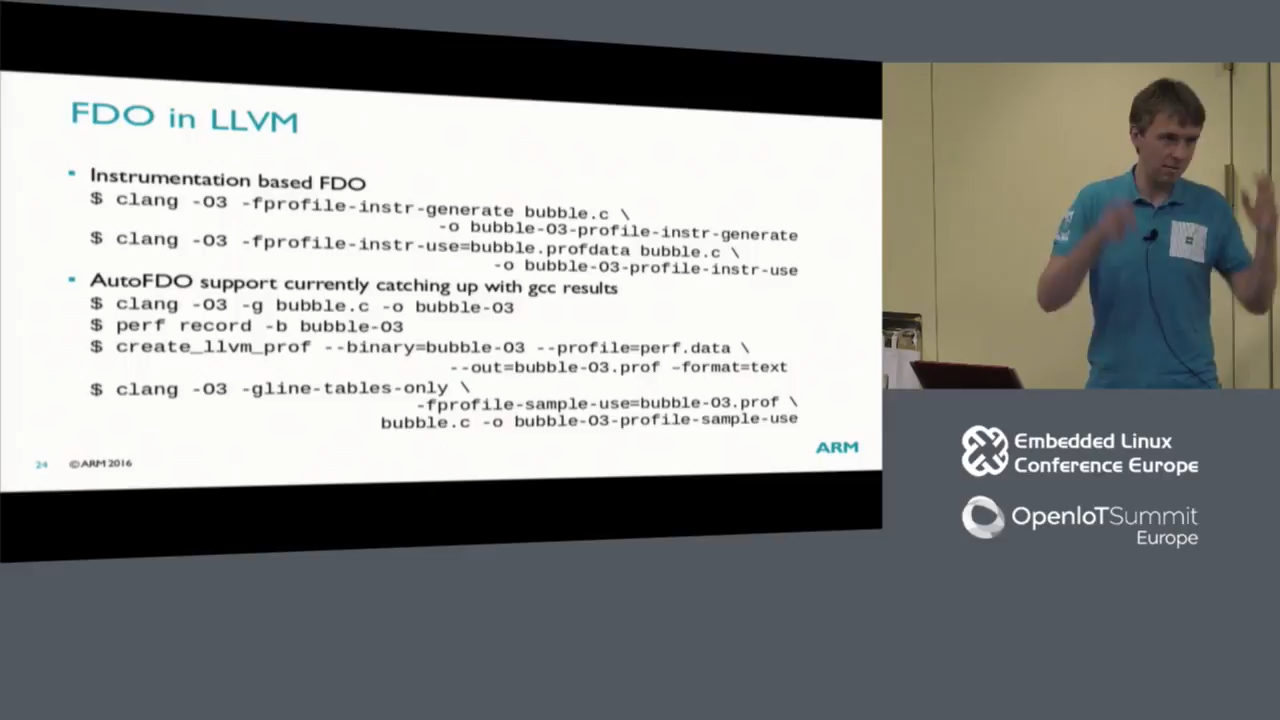 FDO in LLVM
Instrumentation based FDO
$ clang -O3 -fprofile-instr-generate bubble.c \
-o bubble-O3-profile-instr-generate
$ clang -O3 -fprofile-instr-use=bubble.profdata bubble.c \
-o bubble-O3-profile-instr-use
AutoFDO support currently catching up with gcc results
$ clang -O3 -g bubble.c -o bubble-O3
$ perf record -b bubble-O3
$ create_llvm_prof --binary=bubble-O3 --profile=perf.data \
--out=bubble-O3.prof -format=text
$ clang -O3 -gline-tables-only \
-fprofile-sample-use=bubble-O3.prof \
bubble.c -o bubble-O3-profile-sample-use
24 ©ARM 2016
ARM
Embedded Linux
Conference Europe
OpenIoTSummit
Europe